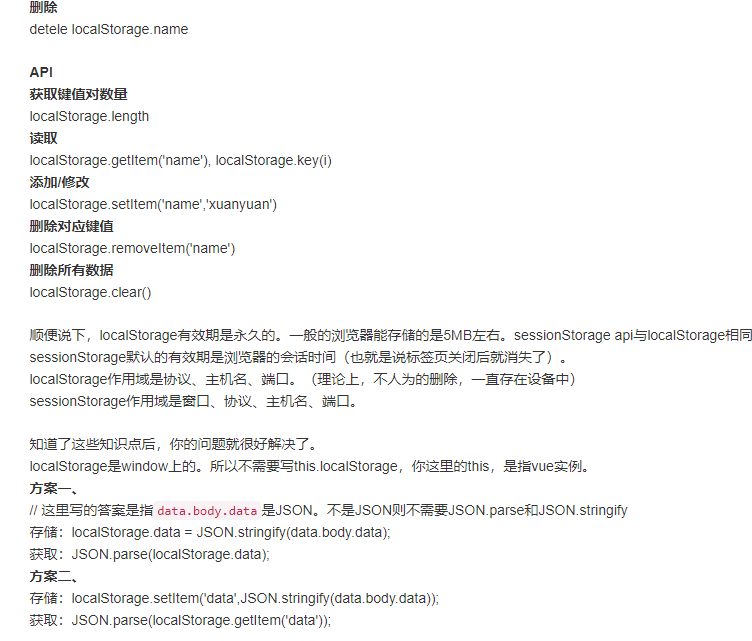 删除
detele localStorage.name
API
获取键值对数量
localStorage.length
读取
localStorage.getItem('name'), localStorage.key(i)
添加/修改
localStorage.setItem('name','xuanyuan')
删除对应键值
localStorage.removeItem('name')
删除所有数据
localStorage.clear()
顺便说下，localStorage有效期是永久的。一般的浏览器能存储的是5MB左右。sessionStorage api与localStorage相同
sessionStorage默认的有效期是浏览器的会话时间（也就是说标签页关闭后就消失了）。
localStorage作用域是协议、主机名、端口。（理论上，不人为的删除，一直存在设备中）
sessionStorage作用域是窗口、协议、主机名、端口。
知道了这些知识点后，你的问题就很好解决了。
localStorage是window上的。所以不需要写this.localStorage，你这里的this，是指vue实例。
方案一、
// 这里写的答案是指data.body.data是JSON。不是JSON则不需要JSON.parse和JSON.stringify
存储：localStorage.data = JSON.stringify(data.body.data);
获取：JSON.parse(localStorage.data);
方案二、
存储：localStorage.setItem('data',JSON.stringify(data.body.data));
获取：JSON.parse(localStorage.getItem('data'));